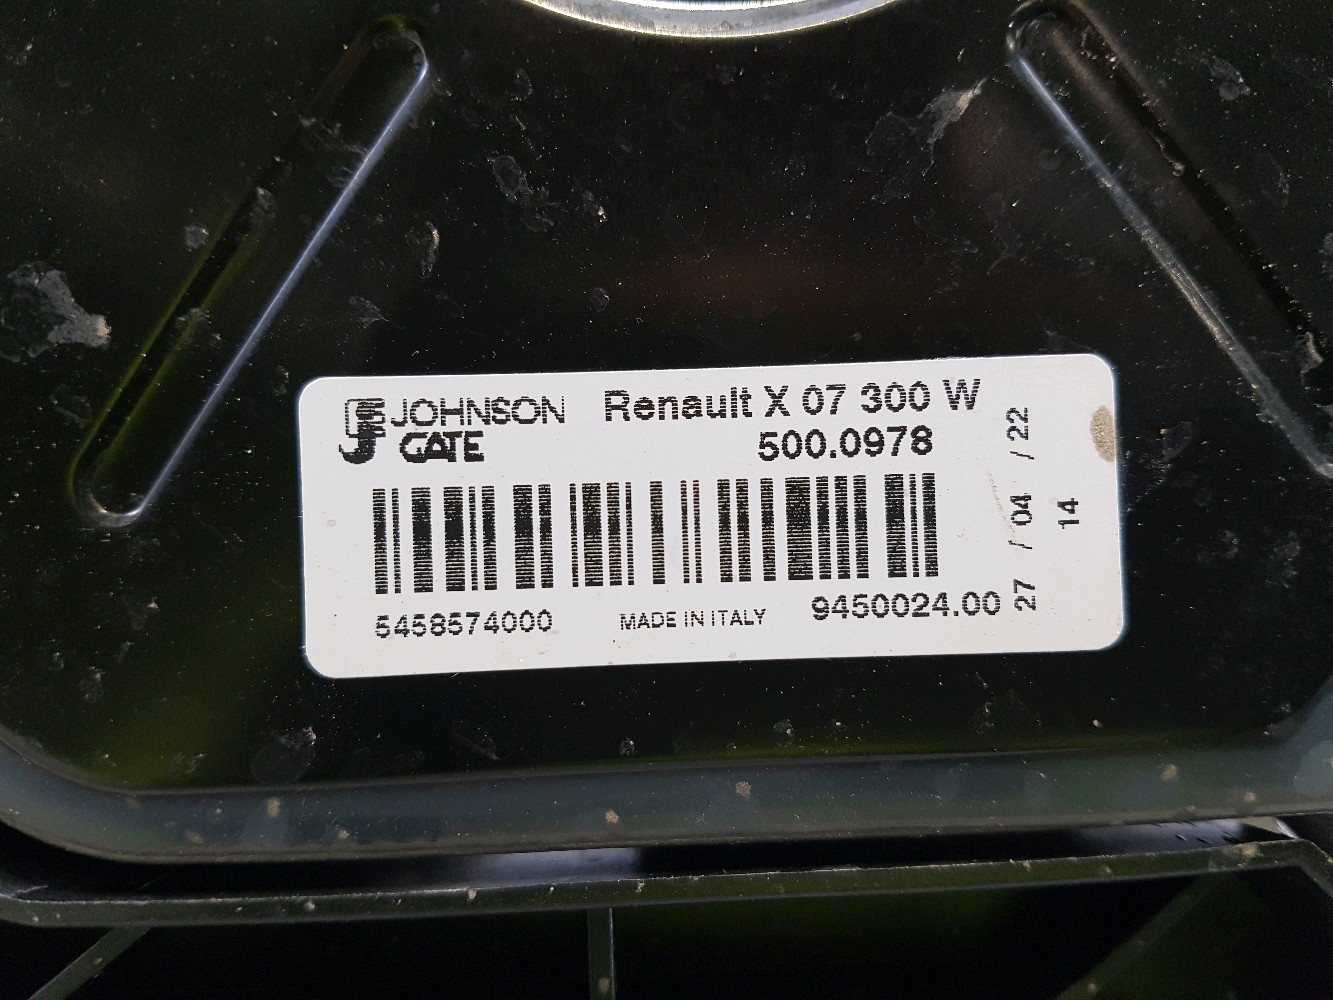 JOHNSON Renault X 07 300 W
GATE 500.0978
5458574000 MADE IN ITALY 9450024.00
27 / 04 / 22
14